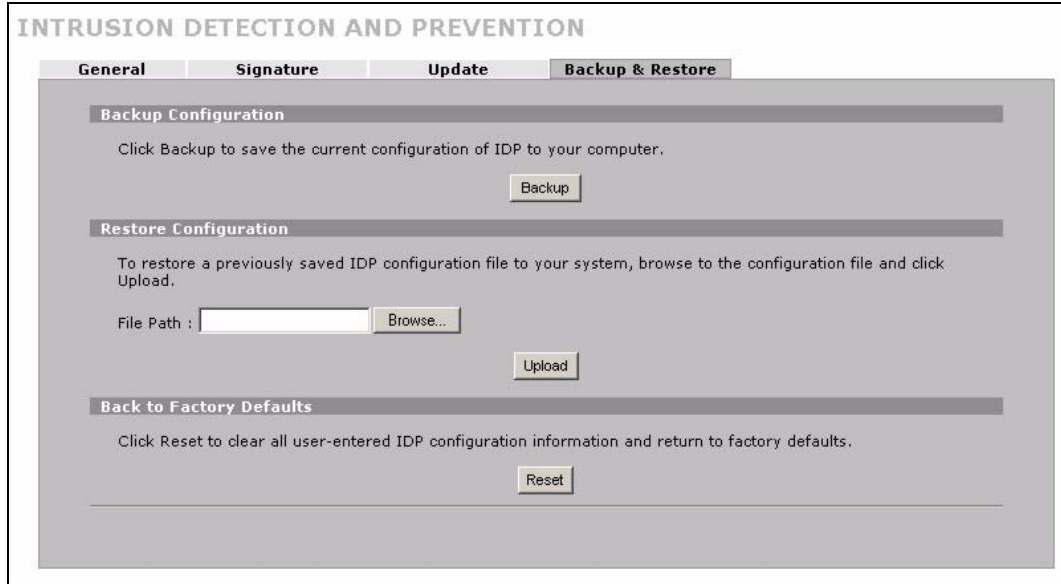 INTRUSION DETECTION AND PREVENTION
General Signature Update Backup & Restore
Backup Configuration
Click Backup to save the current configuration of IDP to your computer.
Backup
Restore Configuration
To restore a previously saved IDP configuration file to your system, browse to the configuration file and click
Upload.
File Path : Browse...
Upload
Back to Factory Defaults
Click Reset to clear all user-entered IDP configuration information and return to factory defaults.
Reset